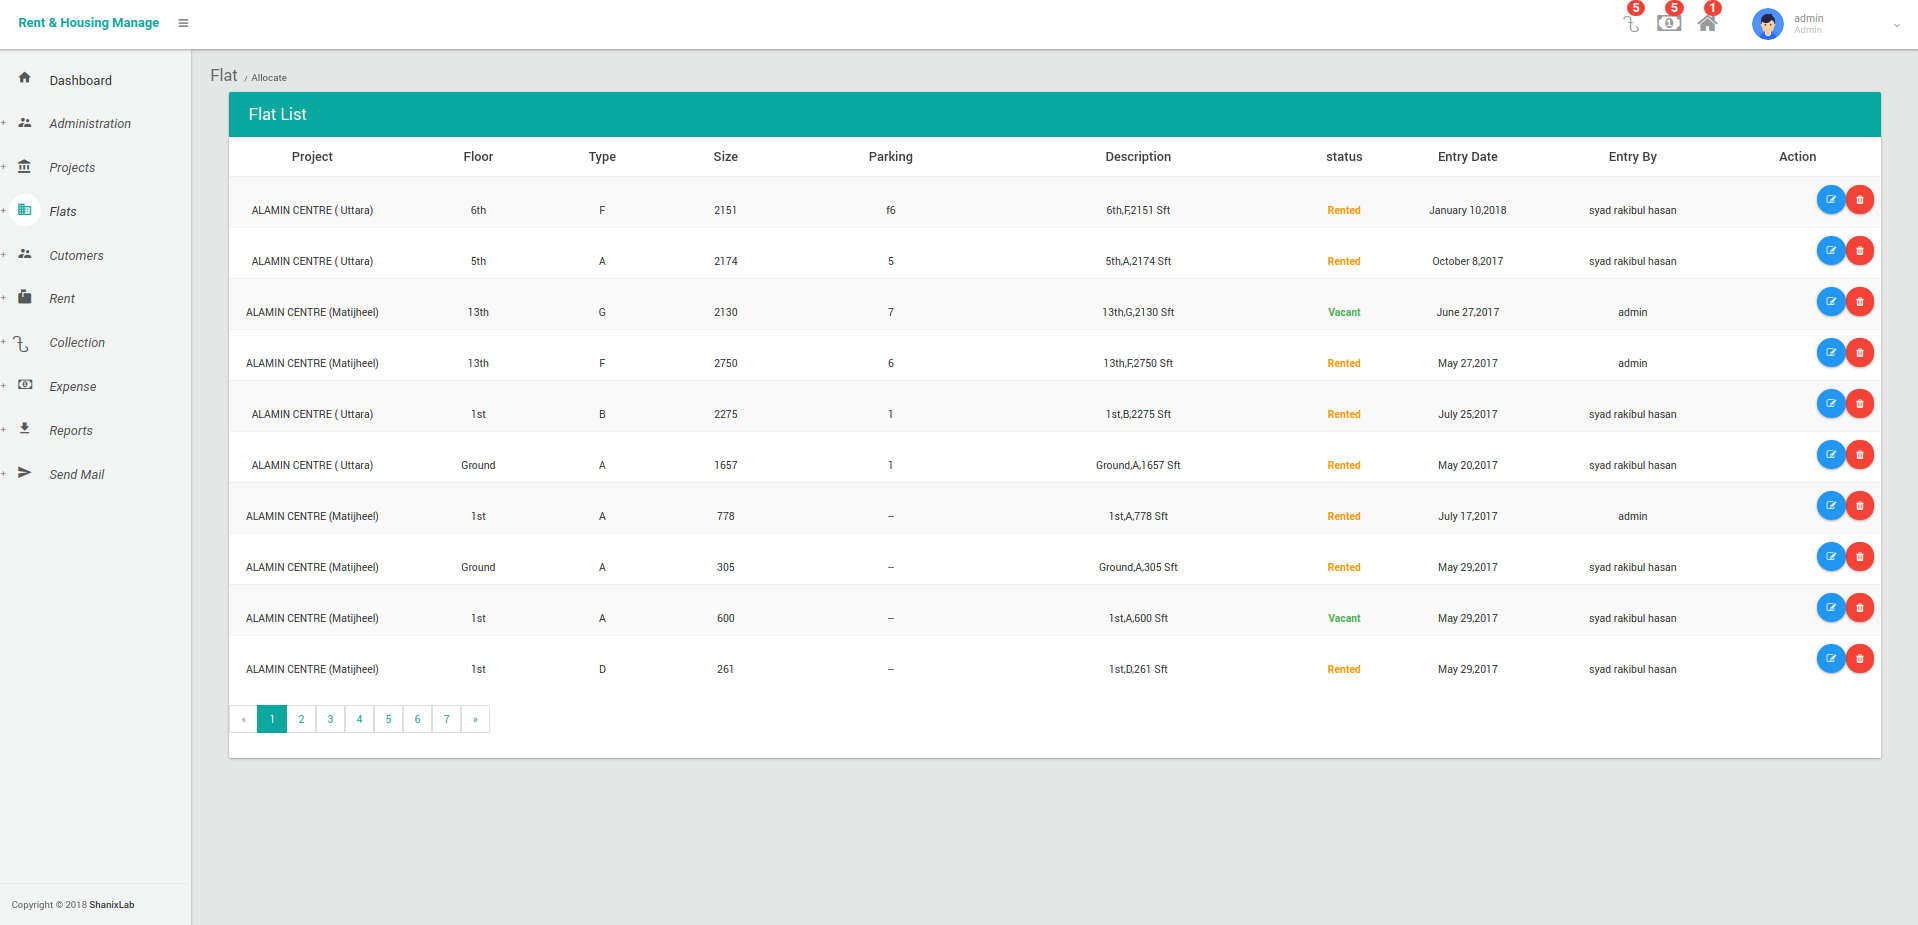 Rent & Housing Manage
5
5
1
admin
Admin
Dashboard
+ Administration
+ Projects
+ Flats
+ Cutomers
+ Rent
+ Collection
+ Expense
+ Reports
+ Send Mail
Copyright © 2018 ShanixLab
Flat / Allocate
Flat List
Project Floor Type Size Parking Description status Entry Date Entry By Action
ALAMIN CENTRE ( Uttara) 6th F 2151 f6 6th,F,2151 Sft Rented January 10,2018 syad rakibul hasan
ALAMIN CENTRE ( Uttara) 5th A 2174 5 5th,A,2174 Sft Rented October 8,2017 syad rakibul hasan
ALAMIN CENTRE (Matijheel) 13th G 2130 7 13th,G,2130 Sft Vacant June 27,2017 admin
ALAMIN CENTRE (Matijheel) 13th F 2750 6 13th,F,2750 Sft Rented May 27,2017 admin
ALAMIN CENTRE ( Uttara) 1st B 2275 1 1st,B,2275 Sft Rented July 25,2017 syad rakibul hasan
ALAMIN CENTRE ( Uttara) Ground A 1657 1 Ground,A,1657 Sft Rented May 20,2017 syad rakibul hasan
ALAMIN CENTRE (Matijheel) 1st A 778 -- 1st,A,778 Sft Rented July 17,2017 admin
ALAMIN CENTRE (Matijheel) Ground A 305 -- Ground,A,305 Sft Rented May 29,2017 syad rakibul hasan
ALAMIN CENTRE (Matijheel) 1st A 600 -- 1st,A,600 Sft Vacant May 29,2017 syad rakibul hasan
ALAMIN CENTRE (Matijheel) 1st D 261 -- 1st,D,261 Sft Rented May 29,2017 syad rakibul hasan
« 1 2 3 4 5 6 7 »